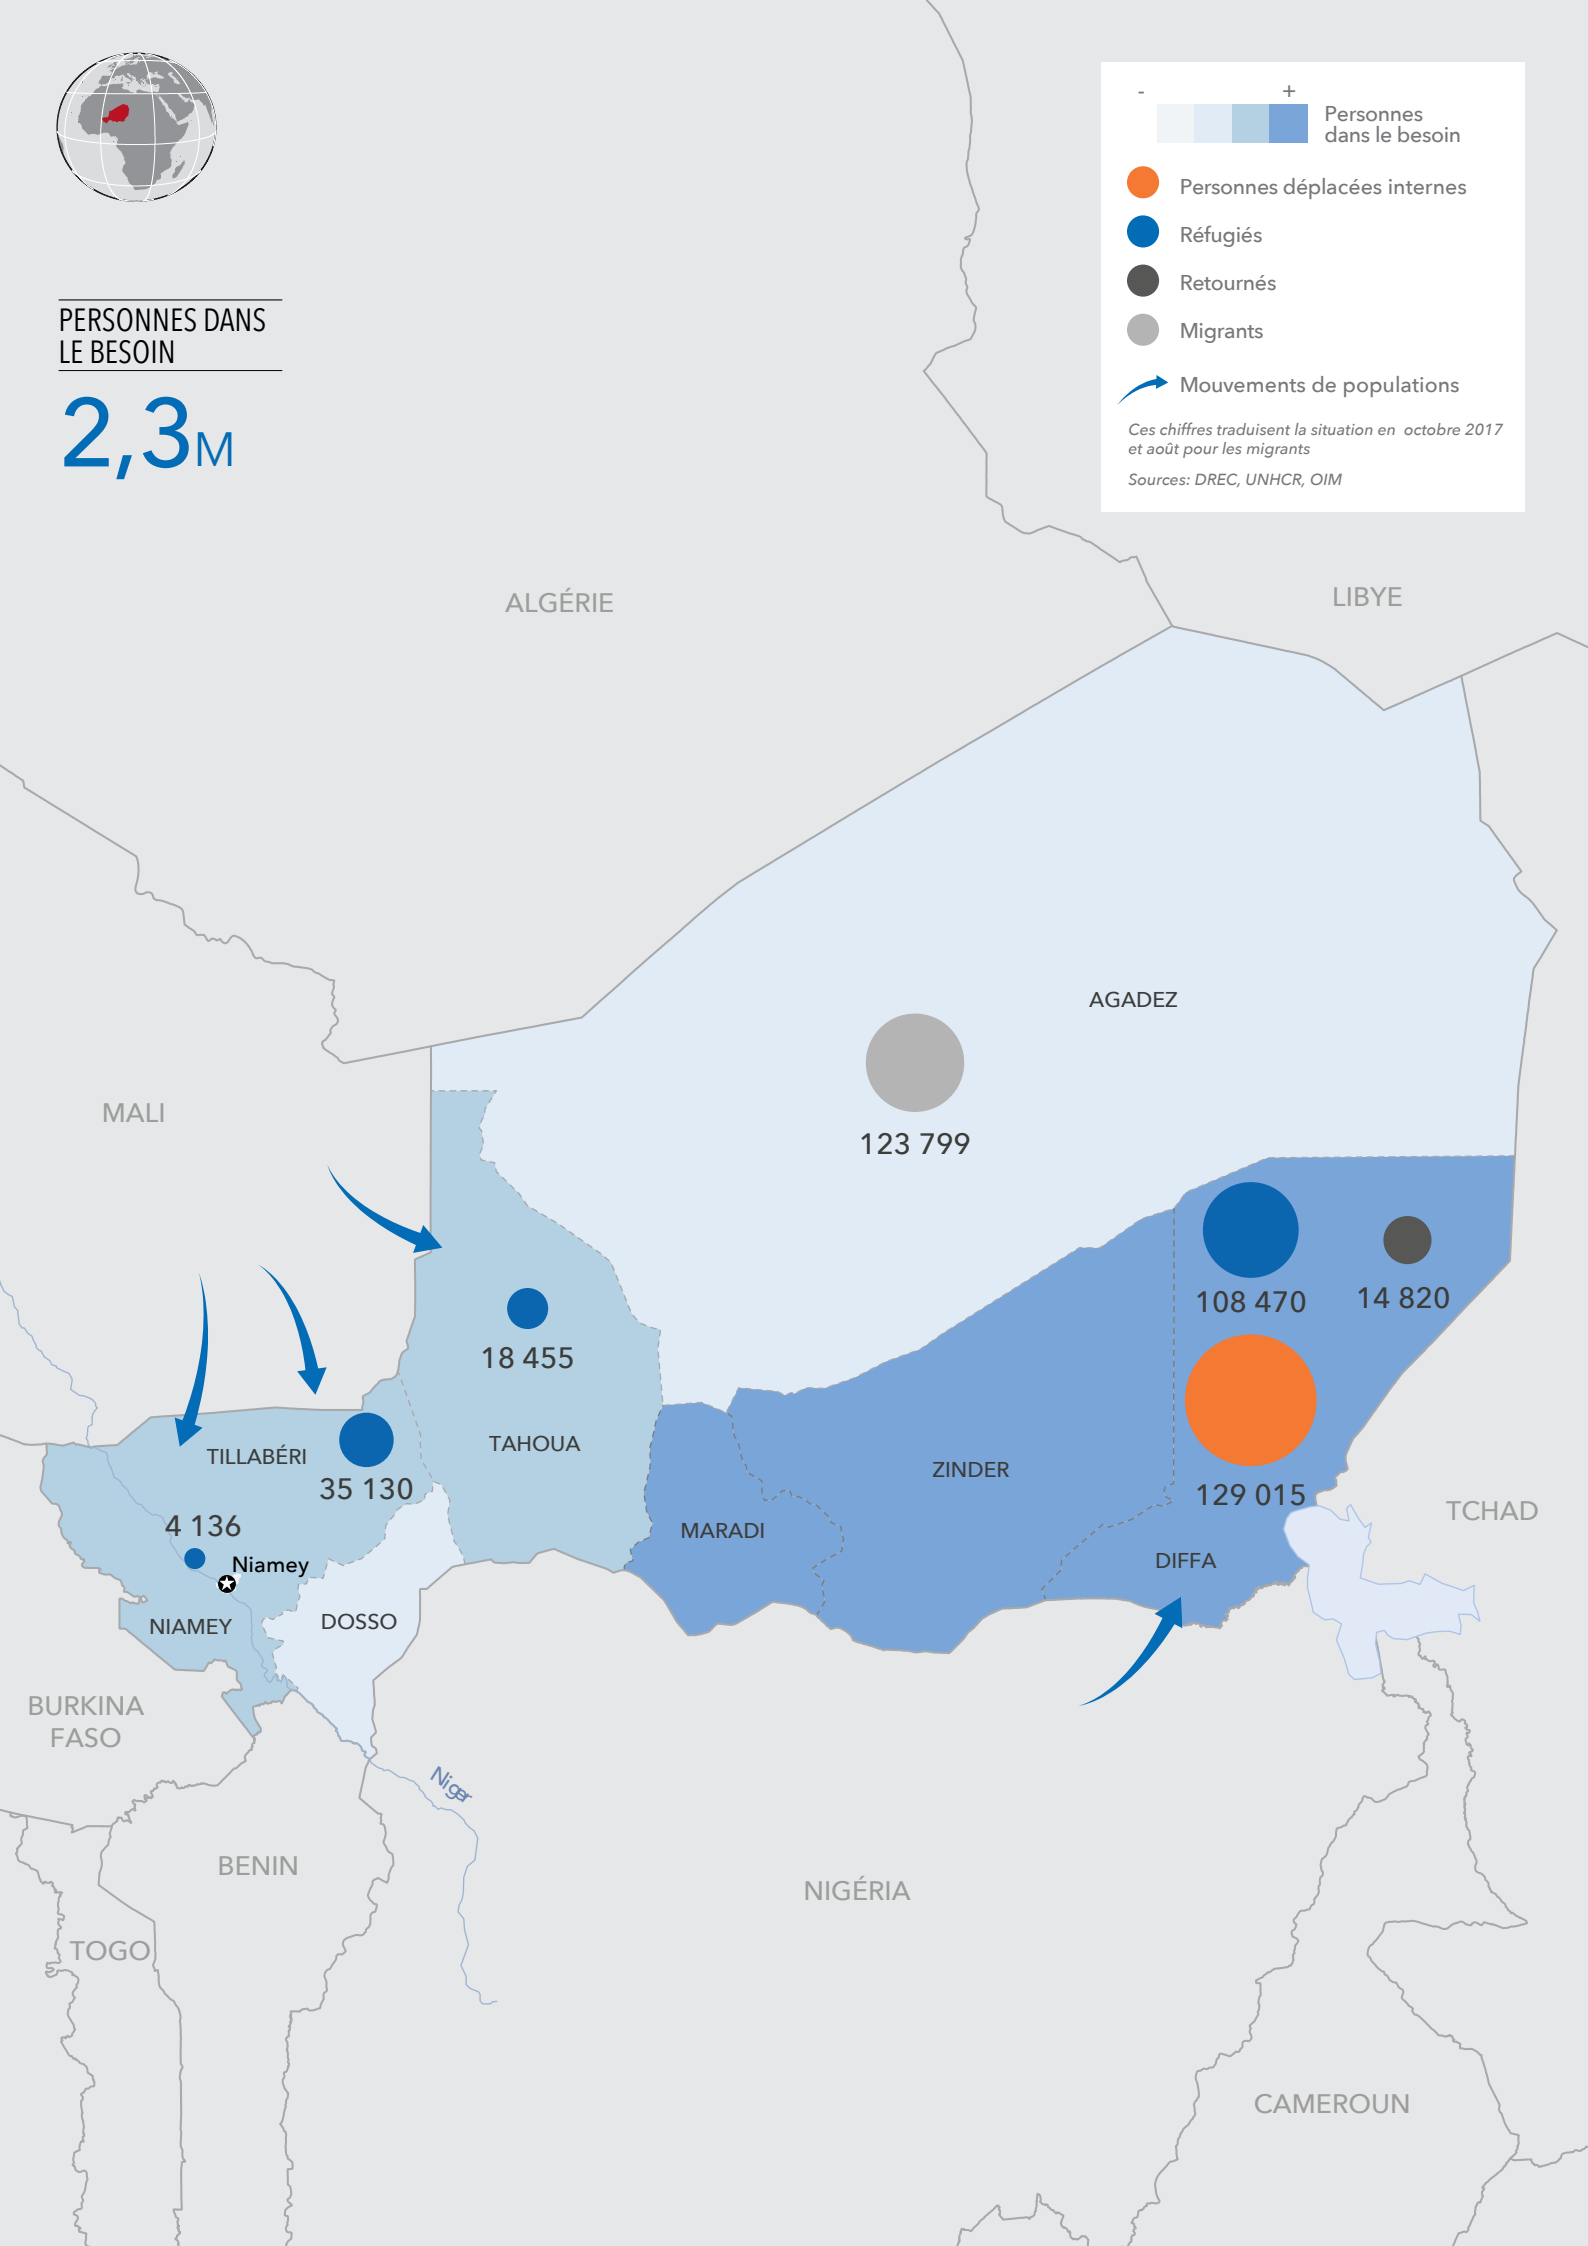 PERSONNES DANS
LE BESOIN
2,3M
- +
Personnes
dans le besoin
Personnes déplacées internes
Réfugiés
Retournés
Migrants
Mouvements de populations
Ces chiffres traduisent la situation en octobre 2017
et août pour les migrants
Sources: DREC, UNHCR, OIM
ALGÉRIE
LIBYE
AGADEZ
MALI
123 799
108 470
14 820
18 455
TAHOUA
TILLABÉRI
35 130
ZINDER
129 015
TCHAD
4 136
MARADI
Niamey
DIFFA
NIAMEY
DOSSO
BURKINA
FASO
Niger
BENIN
NIGÉRIA
TOGO
CAMEROUN